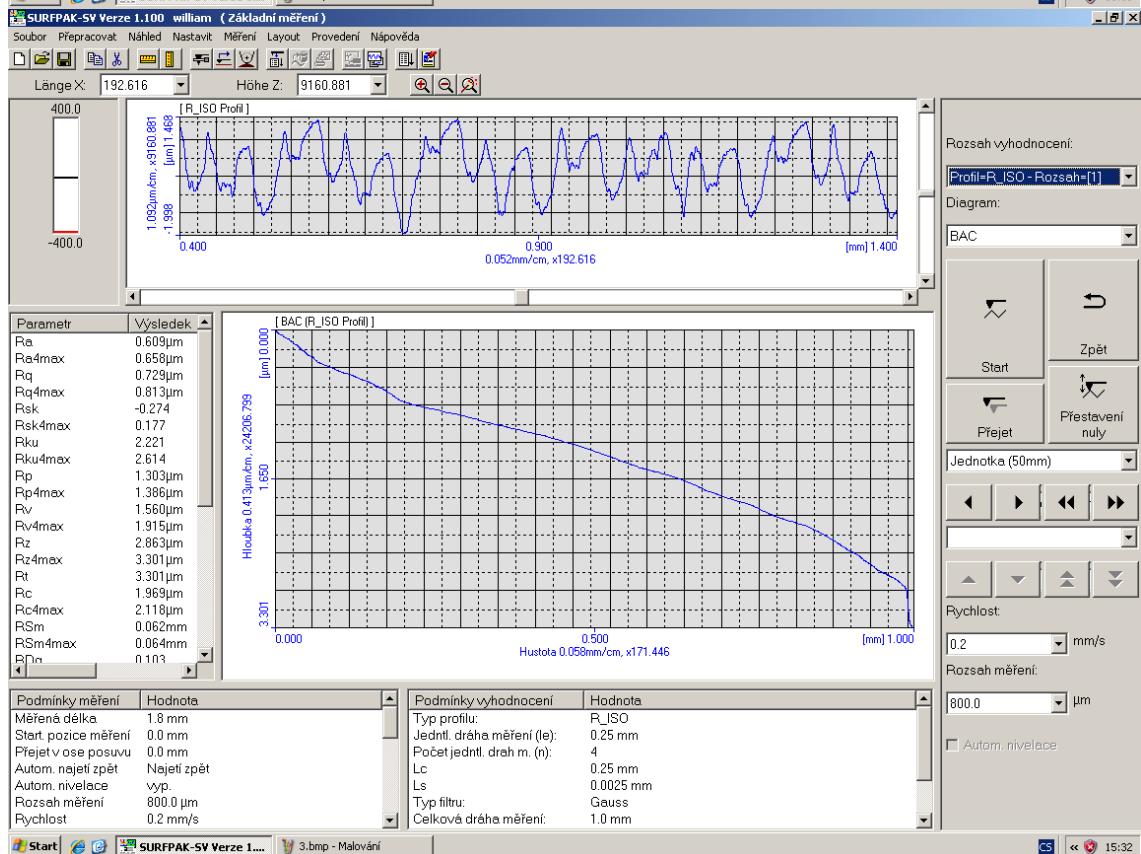 SURFPAK-SV Verze 1.100 william ( Základní měření )
Soubor Přepracovat Náhled Nastavit Měření Layout Provedení Nápověda
Länge X: 192.616 Höhe Z: 9160.881
400.0
-400.0
[ R_ISO Profil ]
1.092µm/cm, x9160.881
-1.998 [µm] 1.468
0.400 0.900 [mm] 1.400
0.052mm/cm, x192.616
Parametr Výsledek
Ra 0.609µm
Ra4max 0.658µm
Rq 0.729µm
Rq4max 0.813µm
Rsk -0.274
Rsk4max 0.177
Rku 2.221
Rku4max 2.614
Rp 1.303µm
Rp4max 1.386µm
Rv 1.560µm
Rv4max 1.915µm
Rz 2.863µm
Rz4max 3.301µm
Rt 3.301µm
Rc 1.969µm
Rc4max 2.118µm
RSm 0.062mm
RSm4max 0.064mm
RDq 0.103
[ BAC (R_ISO Profil) ]
Hloubka 0.413µm/cm, x24206.799
3.301 1.650 [µm] 0.000
0.000 0.500 [mm] 1.000
Hustota 0.058mm/cm, x171.446
Podmínky měření Hodnota
Měřená délka 1.8 mm
Start. pozice měření 0.0 mm
Přejet v ose posuvu 0.0 mm
Autom. najetí zpět Najetí zpět
Autom. nivelace vyp.
Rozsah měření 800.0 µm
Rychlost 0.2 mm/s
Podmínky vyhodnocení Hodnota
Typ profilu: R_ISO
Jedntl. dráha měření (le): 0.25 mm
Počet jedntl. drah m. (n): 4
Lc 0.25 mm
Ls 0.0025 mm
Typ filtru: Gauss
Celková dráha měření: 1.0 mm
Rozsah vyhodnocení:
Profil=R_ISO - Rozsah=[1]
Diagram:
BAC
Start
Zpět
Přejet
Přestavení
nuly
Jednotka (50mm)
Rychlost:
0.2 mm/s
Rozsah měření:
800.0 µm
Autom. nivelace
Start SURFPAK-SV Verze 1.... 3.bmp - Malování CS 15:32